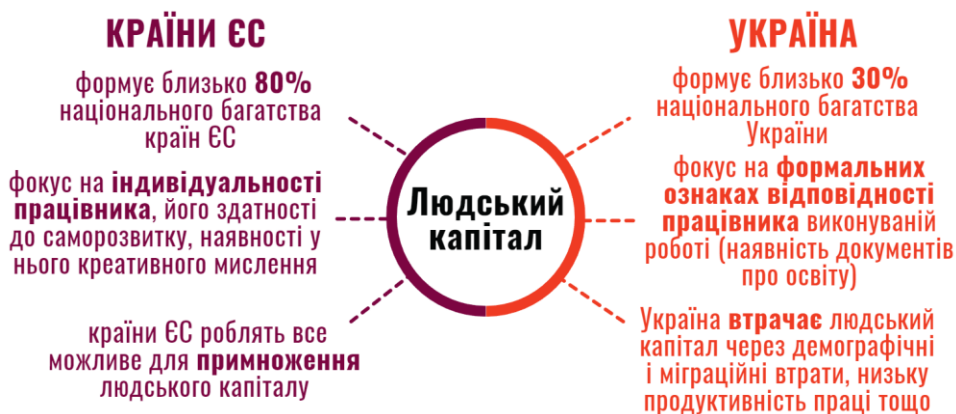 КРАЇНИ ЄС
формує близько 80%
національного багатства
країн ЄС
фокус на індивідуальності
працівника, його здатності
до саморозвитку, наявності у
нього креативного мислення
країни ЄС роблять все
можливе для примноження
людського капіталу
Людський
капітал
УКРАЇНА
формує близько 30%
національного багатства
України
фокус на формальних
ознаках відповідності
працівника виконуваній
роботі (наявність документів
про освіту)
Україна втрачає людський
капітал через демографічні
і міграційні втрати, низьку
продуктивність праці тощо